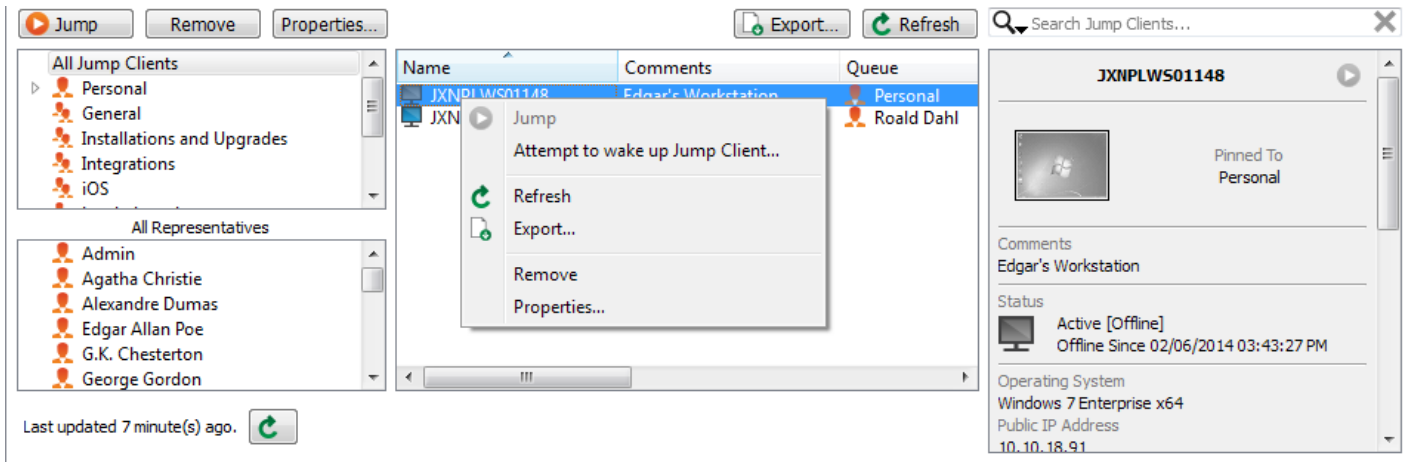 Jump
Remove
Properties...
Export...
Refresh
Search Jump Clients...
All Jump Clients
Personal
General
Installations and Upgrades
Integrations
iOS
All Representatives
Admin
Agatha Christie
Alexandre Dumas
Edgar Allan Poe
G.K. Chesterton
George Gordon
Last updated 7 minute(s) ago.
Name Comments Queue
JXNPLWS01148 Edgar's Workstation Personal
JXN Roald Dahl
Jump
Attempt to wake up Jump Client...
Refresh
Export...
Remove
Properties...
JXNPLWS01148
Pinned To
Personal
Comments
Edgar's Workstation
Status
Active [Offline]
Offline Since 02/06/2014 03:43:27 PM
Operating System
Windows 7 Enterprise x64
Public IP Address
10.10.18.91